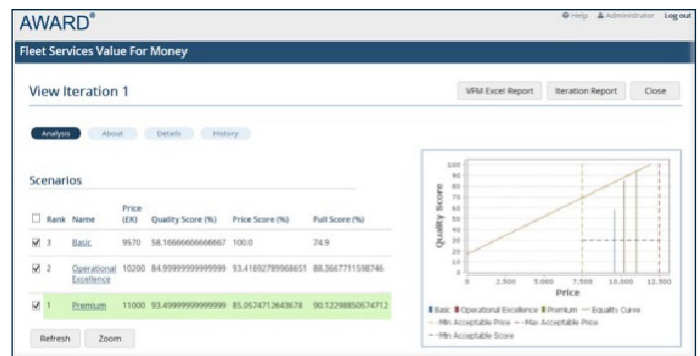 AWARD®
Help Administrator Log out
Fleet Services Value For Money
View Iteration 1
VFM Excel Report Iteration Report Close
Analysis About Details History
Scenarios
Rank Name Price (£K) Quality Score (%) Price Score (%) Full Score (%)
3 Basic 9570 58.16666666666667 100.0 74.9
2 Operational Excellence 10200 84.99999999999999 93.41692789968651 88.3667711598746
1 Premium 11000 93.49999999999999 85.0574712643678 90.12298850574712
Refresh Zoom
Quality Score
100
90
80
70
60
50
40
30
20
10
0
0 2,500 5,000 7,500 10,000 12,500
Price
Basic Operational Excellence Premium Equality Curve
Min Acceptable Price Max Acceptable Price
Min Acceptable Score